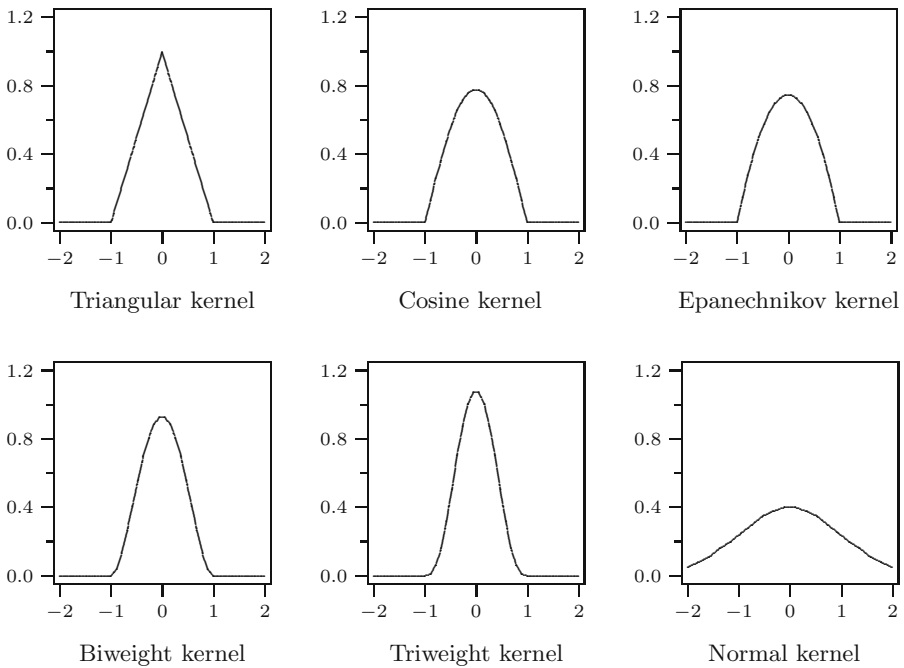 1.2
0.8
0.4
0.0
−2 −1 0 1 2
Triangular kernel
1.2
0.8
0.4
0.0
−2 −1 0 1 2
Cosine kernel
1.2
0.8
0.4
0.0
−2 −1 0 1 2
Epanechnikov kernel
1.2
0.8
0.4
0.0
−2 −1 0 1 2
Biweight kernel
1.2
0.8
0.4
0.0
−2 −1 0 1 2
Triweight kernel
1.2
0.8
0.4
0.0
−2 −1 0 1 2
Normal kernel